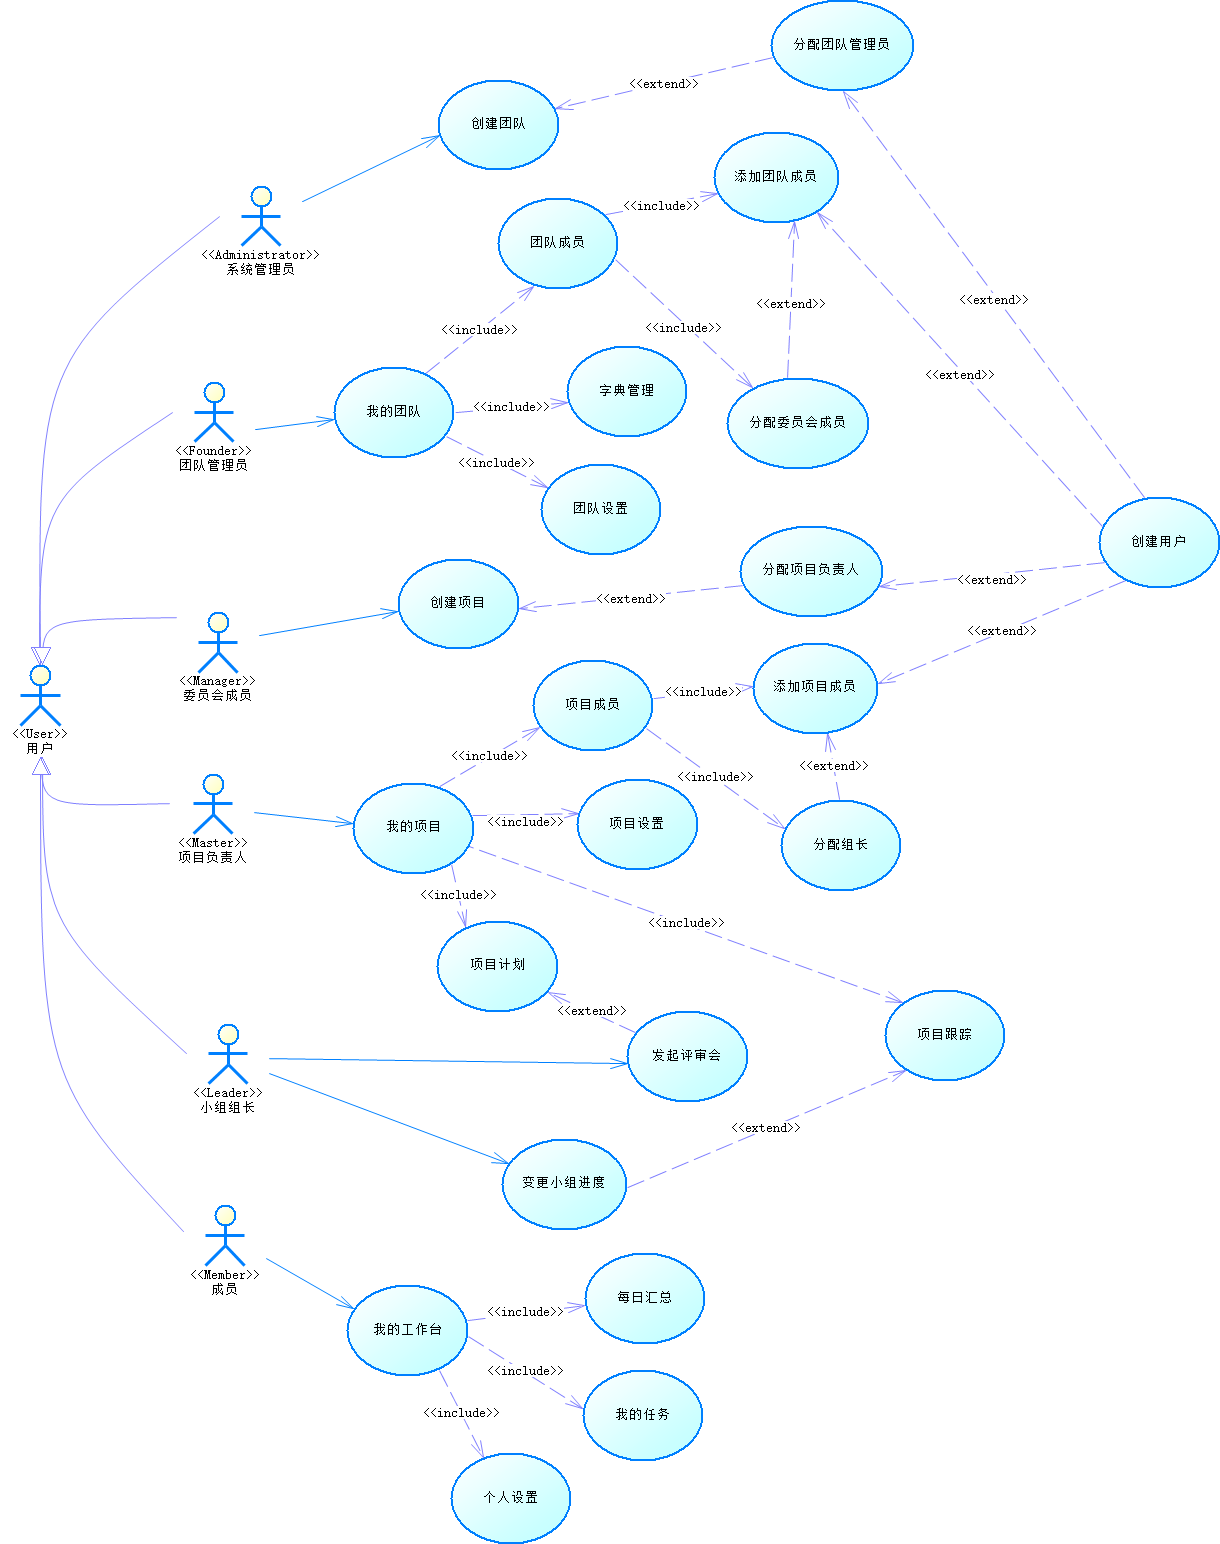 分配团队管理员
<<extend>>
创建团队
添加团队成员
<<include>>
团队成员
<<Administrator>>
系统管理员
<<extend>>
<<extend>>
<<include>>
<<include>>
<<extend>>
字典管理
<<include>>
我的团队
分配委员会成员
<<Founder>>
团队管理员
<<include>>
团队设置
创建用户
分配项目负责人
<<extend>>
<<extend>>
创建项目
<<extend>>
<<Manager>>
委员会成员
添加项目成员
<<include>>
项目成员
<<User>>
用户
<<include>>
<<extend>>
<<include>>
项目设置
<<include>>
我的项目
<<Master>>
项目负责人
分配组长
<<include>>
<<include>>
项目计划
<<extend>>
项目跟踪
发起评审会
<<Leader>>
小组组长
<<extend>>
变更小组进度
<<Member>>
成员
每日汇总
<<include>>
我的工作台
<<include>>
<<include>>
我的任务
个人设置